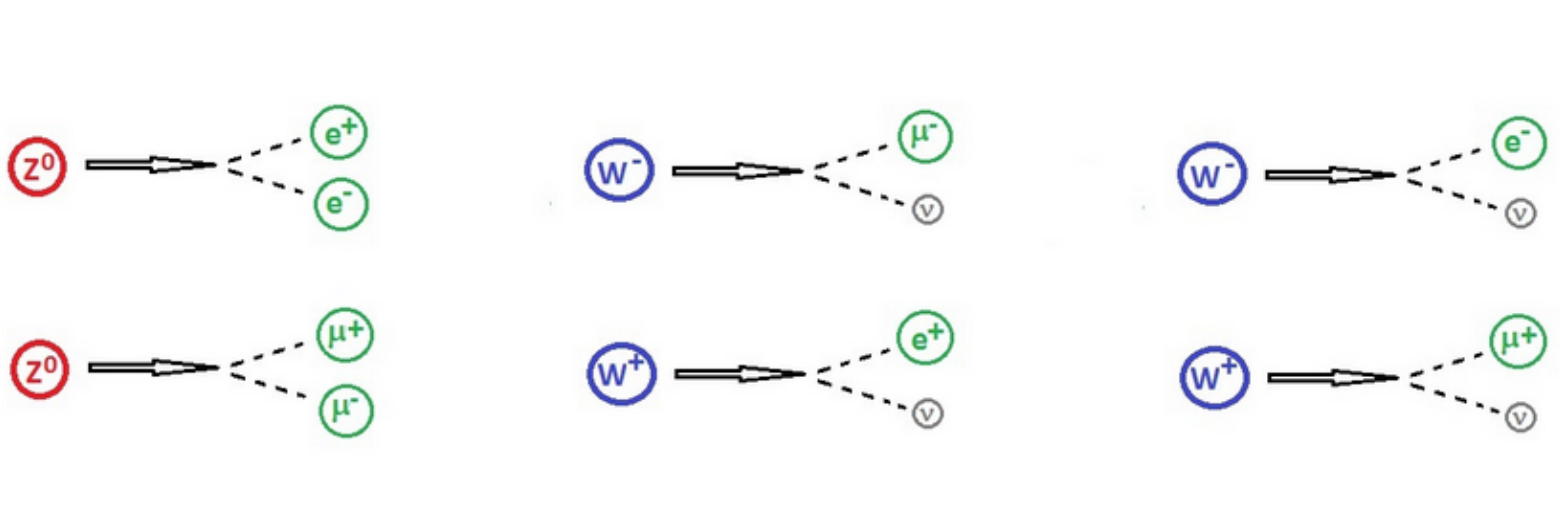 Z⁰ e⁺ e⁻
W⁻ μ⁻ ν
W⁻ e⁻ ν
Z⁰ μ+ μ⁻
W⁺ e⁺ ν
W⁺ μ+ ν